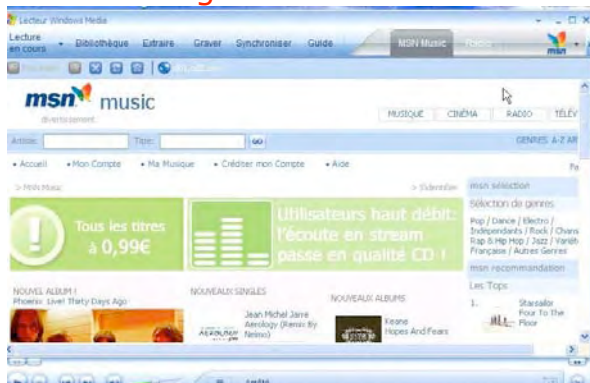 Lecteur Windows Media
Lecture en cours
Bibliothèque Extraire Graver Synchroniser Guide MSN Music Radio
msn
msn music
divertissement
MUSIQUE CINÉMA RADIO TÉLÉV
Artiste: Titre: GO GENRES A-Z AR
• Accueil • Mon Compte • Ma Musique • Créditer mon Compte • Aide
> MSN Music > S'identifier
msn sélection
Sélection de genres
Pop / Dance / Electro /
Indépendants / Rock / Chans
Rap & Hip Hop / Jazz / Variét
Française / Autres Genres
msn recommandation
Les Tops
1. Starsailor
Four To The
Floor
Tous les titres
à 0,99€
Utilisateurs haut débit:
l'écoute en stream
passe en qualité CD !
NOUVEL ALBUM !
Phoenix Live! Thirty Days Ago
NOUVEAUX SINGLES
Jean Michel Jarre
Aerology (Remix By
Nelmo)
NOUVEAUX ALBUMS
Keane
Hopes And Fears